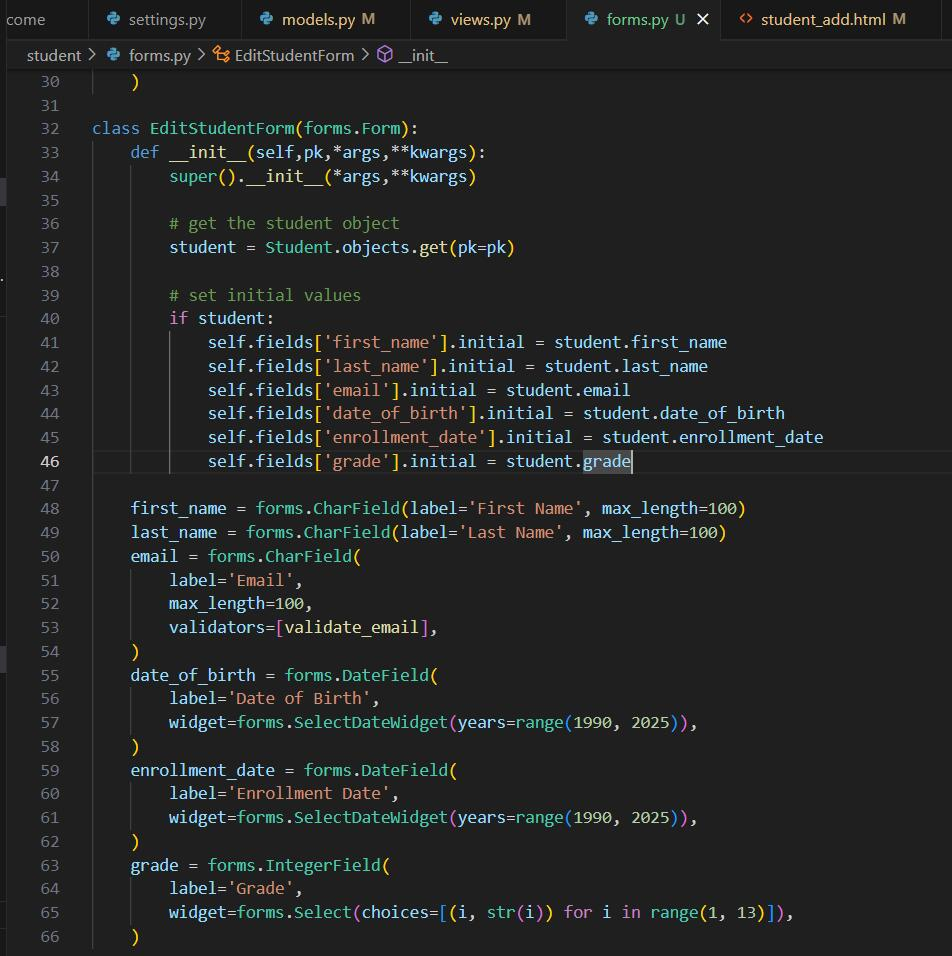 come settings.py models.py M views.py M forms.py U student_add.html M
student > forms.py > EditStudentForm > __init__
30 )
31
32 class EditStudentForm(forms.Form):
33 def __init__(self,pk,*args,**kwargs):
34 super().__init__(*args,**kwargs)
35
36 # get the student object
37 student = Student.objects.get(pk=pk)
38
39 # set initial values
40 if student:
41 self.fields['first_name'].initial = student.first_name
42 self.fields['last_name'].initial = student.last_name
43 self.fields['email'].initial = student.email
44 self.fields['date_of_birth'].initial = student.date_of_birth
45 self.fields['enrollment_date'].initial = student.enrollment_date
46 self.fields['grade'].initial = student.grade
47
48 first_name = forms.CharField(label='First Name', max_length=100)
49 last_name = forms.CharField(label='Last Name', max_length=100)
50 email = forms.CharField(
51 label='Email',
52 max_length=100,
53 validators=[validate_email],
54 )
55 date_of_birth = forms.DateField(
56 label='Date of Birth',
57 widget=forms.SelectDateWidget(years=range(1990, 2025)),
58 )
59 enrollment_date = forms.DateField(
60 label='Enrollment Date',
61 widget=forms.SelectDateWidget(years=range(1990, 2025)),
62 )
63 grade = forms.IntegerField(
64 label='Grade',
65 widget=forms.Select(choices=[(i, str(i)) for i in range(1, 13)]),
66 )